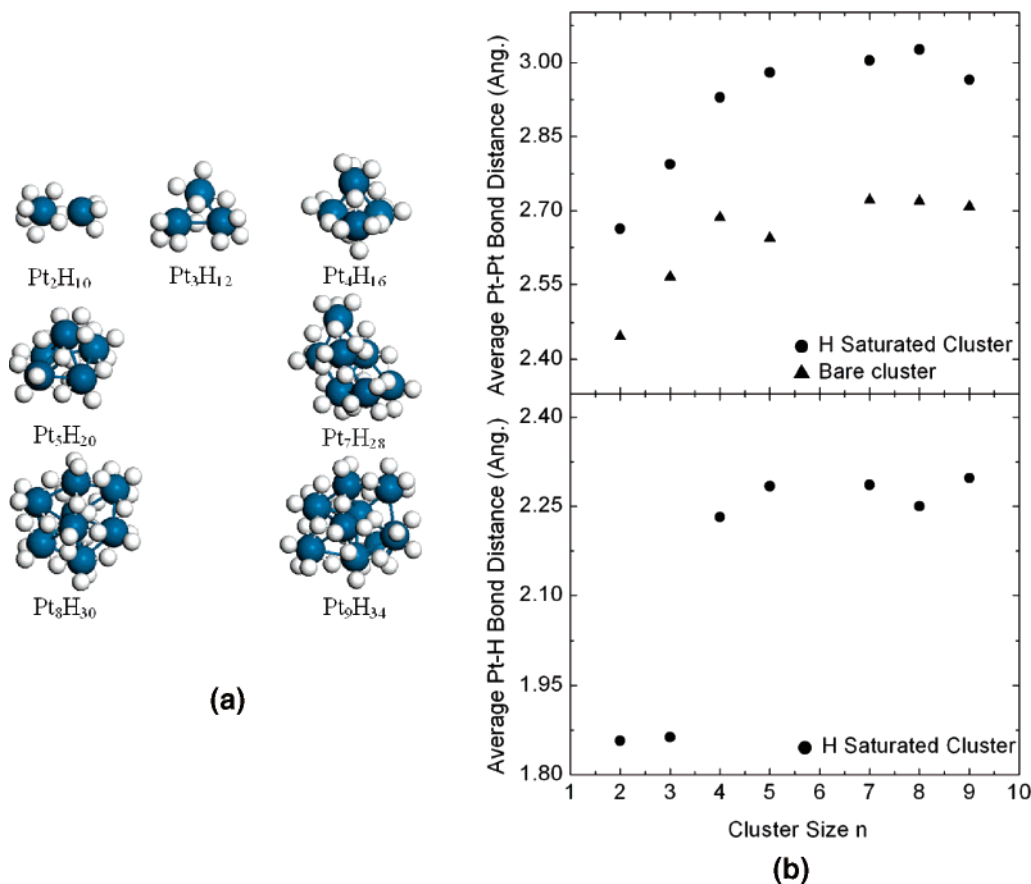 Pt₂H₁₀
Pt₃H₁₂
Pt₄H₁₆
Pt₅H₂₀
Pt₇H₂₈
Pt₈H₃₀
Pt₉H₃₄
(a)
Average Pt-Pt Bond Distance (Ang.)
3.00
2.85
2.70
2.55
2.40
H Saturated Cluster
Bare cluster
Average Pt-H Bond Distance (Ang.)
2.40
2.25
2.10
1.95
1.80
H Saturated Cluster
1 2 3 4 5 6 7 8 9 10
Cluster Size n
(b)